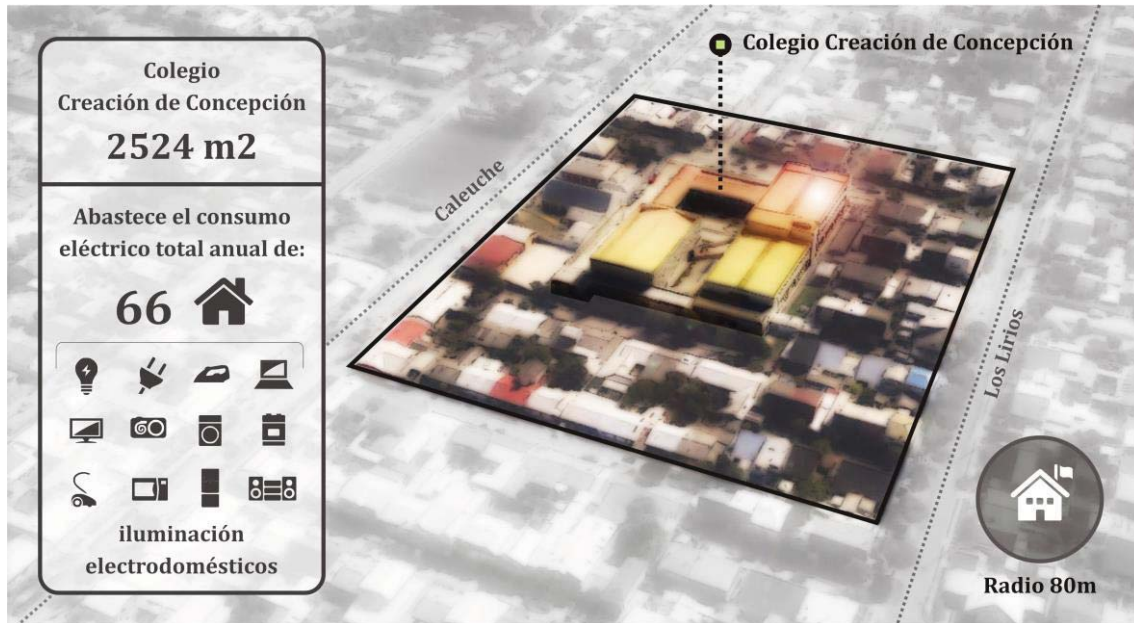 Colegio
Creación de Concepción
2524 m2
Abastece el consumo
eléctrico total anual de:
66
iluminación
electrodomésticos
Colegio Creación de Concepción
Caleuche
Los Lirios
Radio 80m